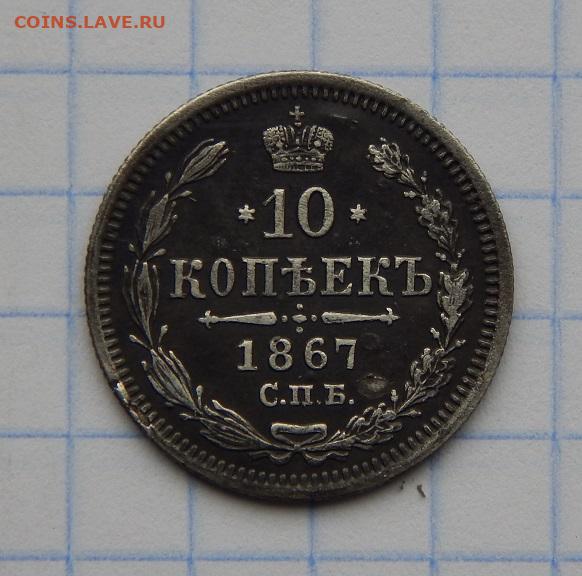 COINS.LAVE.RU
* 10 *
КОПѢЕКЪ
1867
С.П.Б.